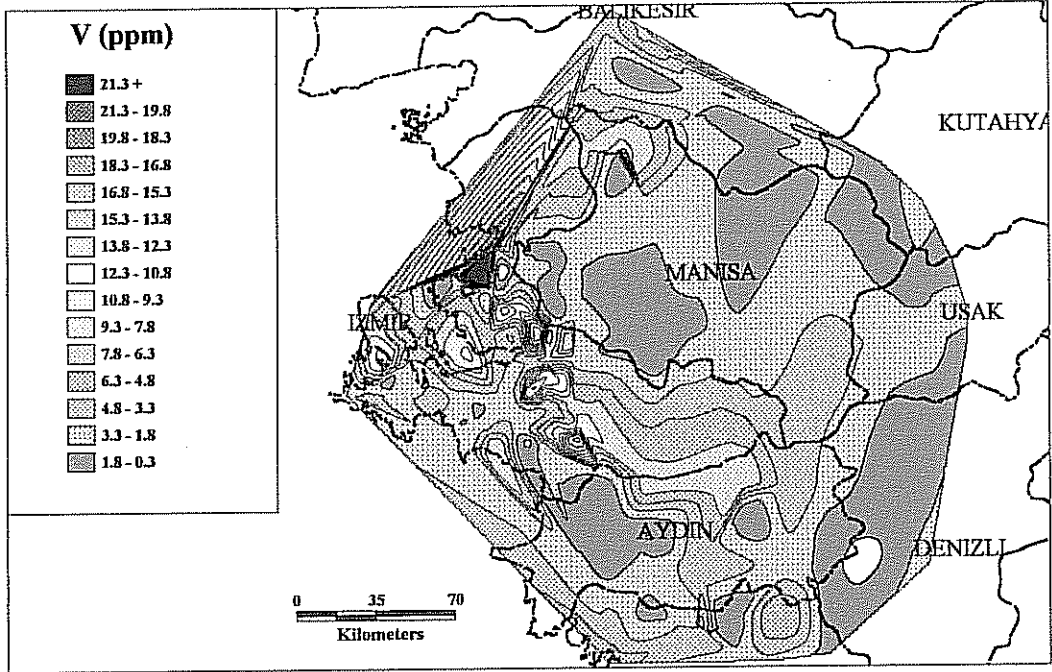 V (ppm)
21.3 +
21.3 - 19.8
19.8 - 18.3
18.3 - 16.8
16.8 - 15.3
15.3 - 13.8
13.8 - 12.3
12.3 - 10.8
10.8 - 9.3
9.3 - 7.8
7.8 - 6.3
6.3 - 4.8
4.8 - 3.3
3.3 - 1.8
1.8 - 0.3
BALIKESIR
KUTAHYA
MANISA
USAK
IZMIR
AYDIN
DENIZLI
0 35 70
Kilometers